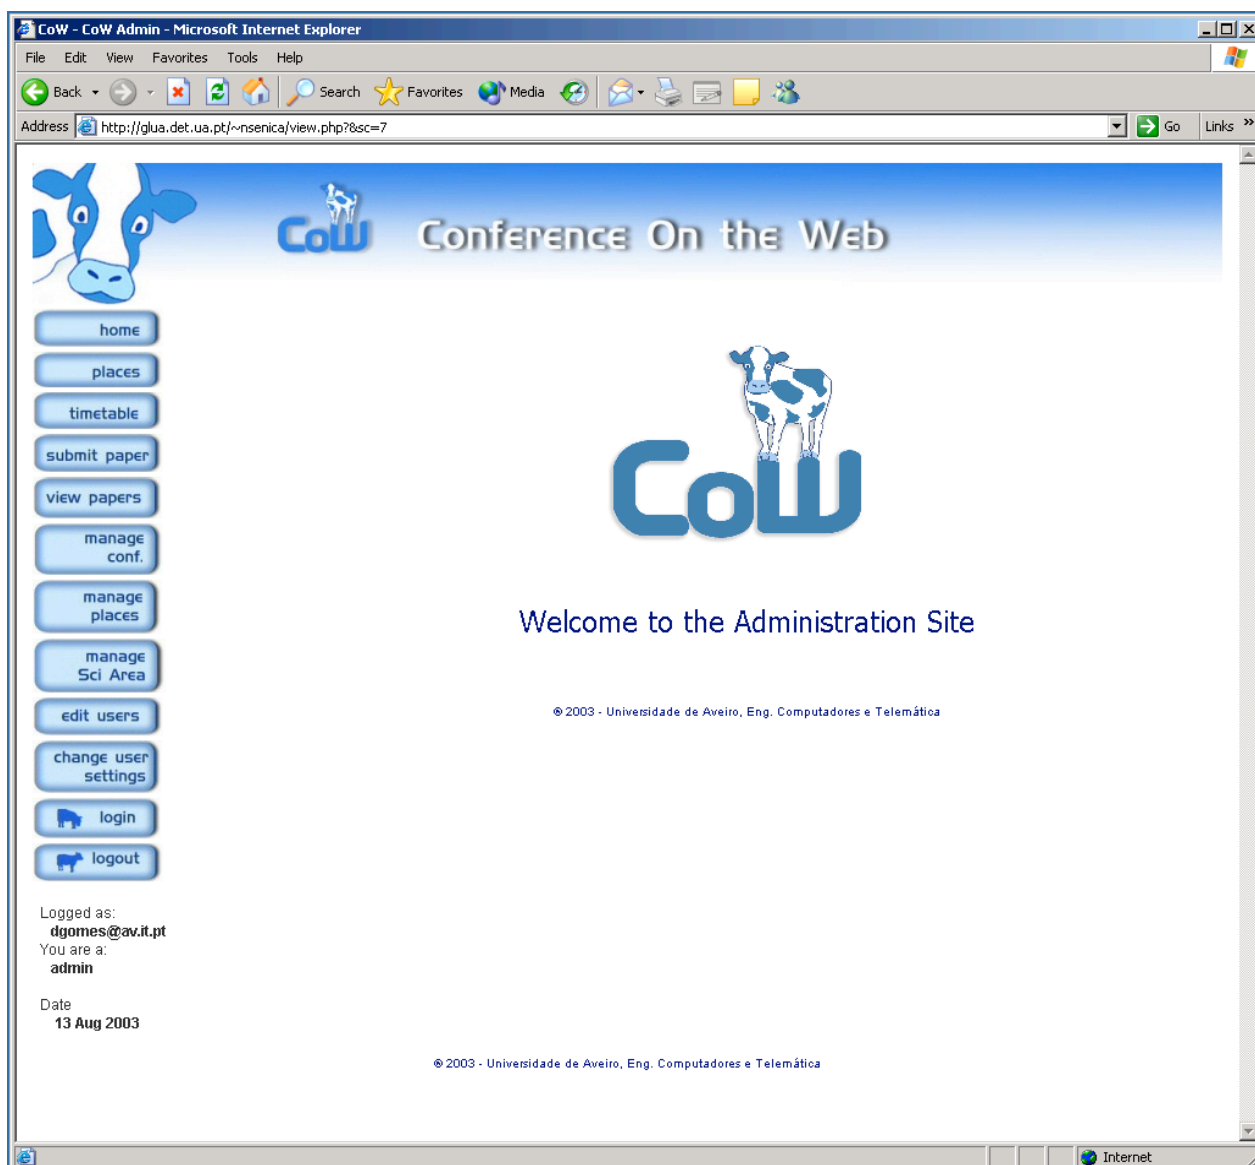 CoW - CoW Admin - Microsoft Internet Explorer
File Edit View Favorites Tools Help
Back Search Favorites Media
Address http://glua.det.ua.pt/~nsenica/view.php?&sc=7 Go Links »
CoW Conference On the Web
home
places
timetable
submit paper
view papers
manage
conf.
manage
places
manage
Sci Area
edit users
change user
settings
login
logout
Logged as:
dgomes@av.it.pt
You are a:
admin
Date
13 Aug 2003
CoW
Welcome to the Administration Site
® 2003 - Universidade de Aveiro, Eng. Computadores e Telemática
® 2003 - Universidade de Aveiro, Eng. Computadores e Telemática
Internet